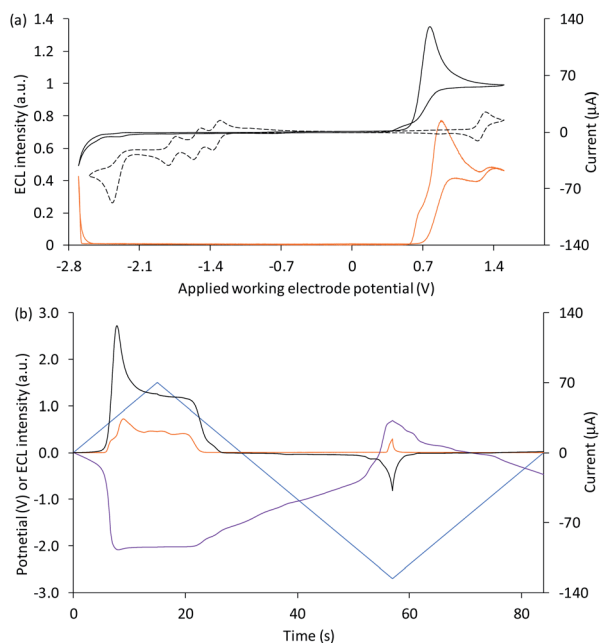 (a)
1.4
1.2
1
0.8
0.6
0.4
0.2
0
ECL intensity (a.u.)
140
70
0
-70
-140
Current (µA)
-2.8 -2.1 -1.4 -0.7 0 0.7 1.4
Applied working electrode potential (V)
(b)
3.0
2.0
1.0
0.0
-1.0
-2.0
-3.0
Potnetial (V) or ECL intensity (a.u.)
140
70
0
-70
-140
Current (µA)
0 20 40 60 80
Time (s)